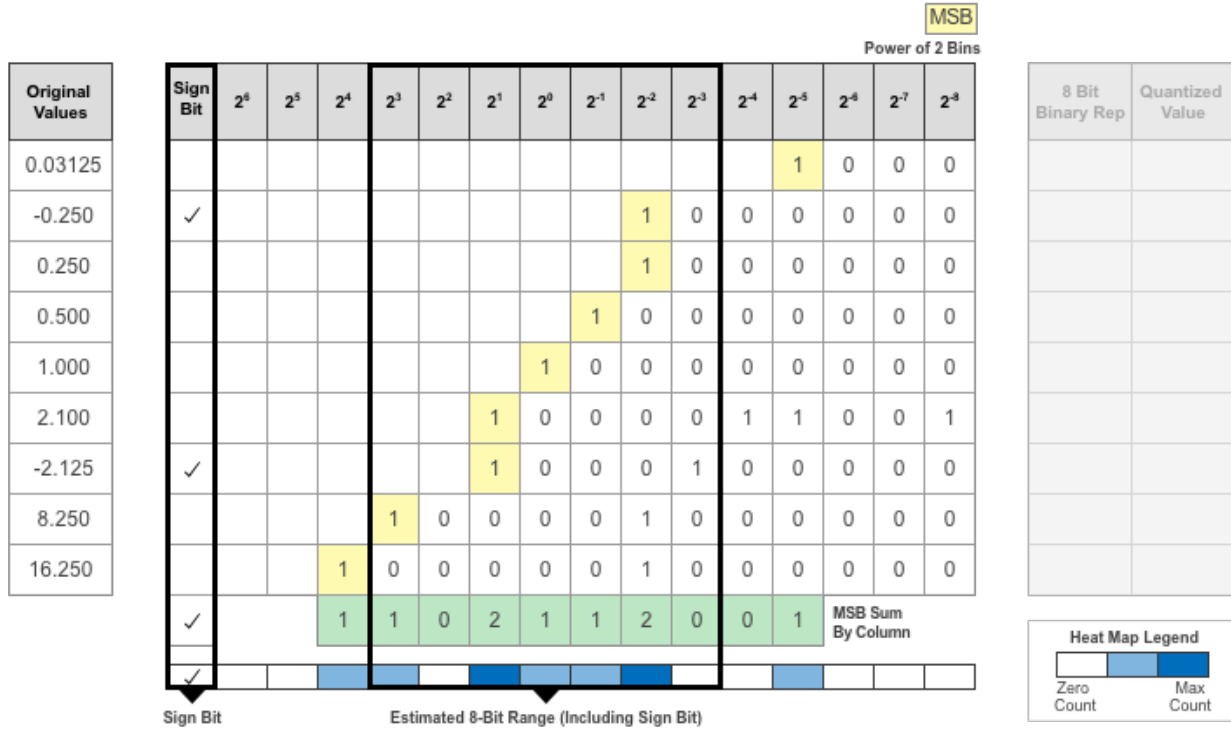 MSB
Power of 2 Bins
Original Values Sign Bit 2⁶ 2⁵ 2⁴ 2³ 2² 2¹ 2⁰ 2⁻¹ 2⁻² 2⁻³ 2⁻⁴ 2⁻⁵ 2⁻⁶ 2⁻⁷ 2⁻⁸ 8 Bit Binary Rep Quantized Value
0.03125 1 0 0 0
-0.250 ✓ 1 0 0 0 0 0 0
0.250 1 0 0 0 0 0 0
0.500 1 0 0 0 0 0 0 0
1.000 1 0 0 0 0 0 0 0 0
2.100 1 0 0 0 0 1 1 0 0 1
-2.125 ✓ 1 0 0 0 1 0 0 0 0 0
8.250 1 0 0 0 0 1 0 0 0 0 0 0
16.250 1 0 0 0 0 0 1 0 0 0 0 0 0
✓ 1 1 0 2 1 1 2 0 0 1 MSB Sum By Column
✓
Sign Bit
Estimated 8-Bit Range (Including Sign Bit)
Heat Map Legend
Zero Count Max Count